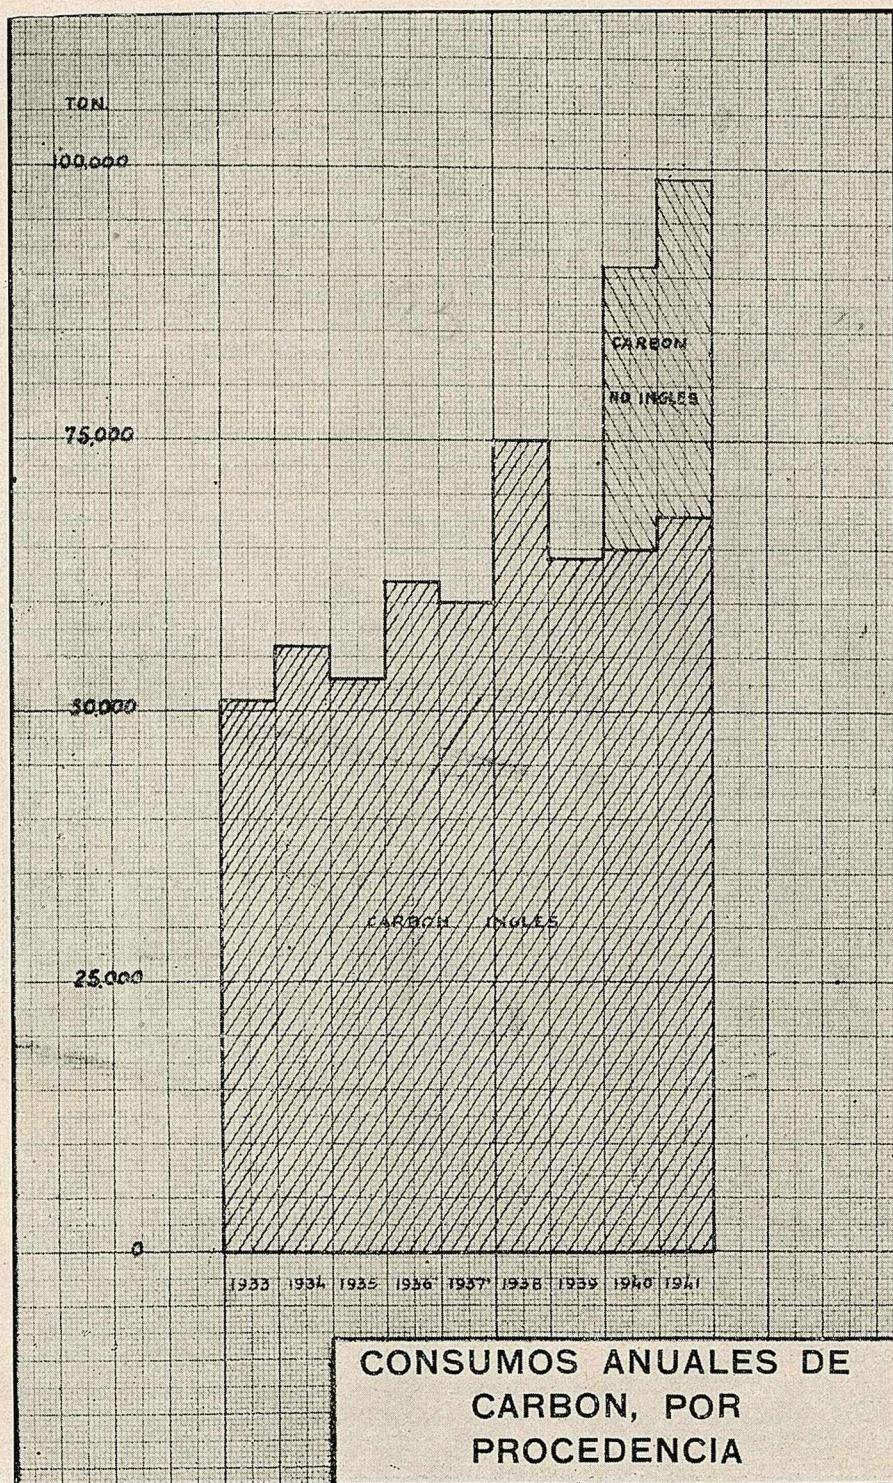 TON.
100,000
CARBON
NO INGLES
75,000
50,000
CARBON INGLES
25,000
0
1933 1934 1935 1936 1937 1938 1939 1940 1941
CONSUMOS ANUALES DE
CARBON, POR
PROCEDENCIA